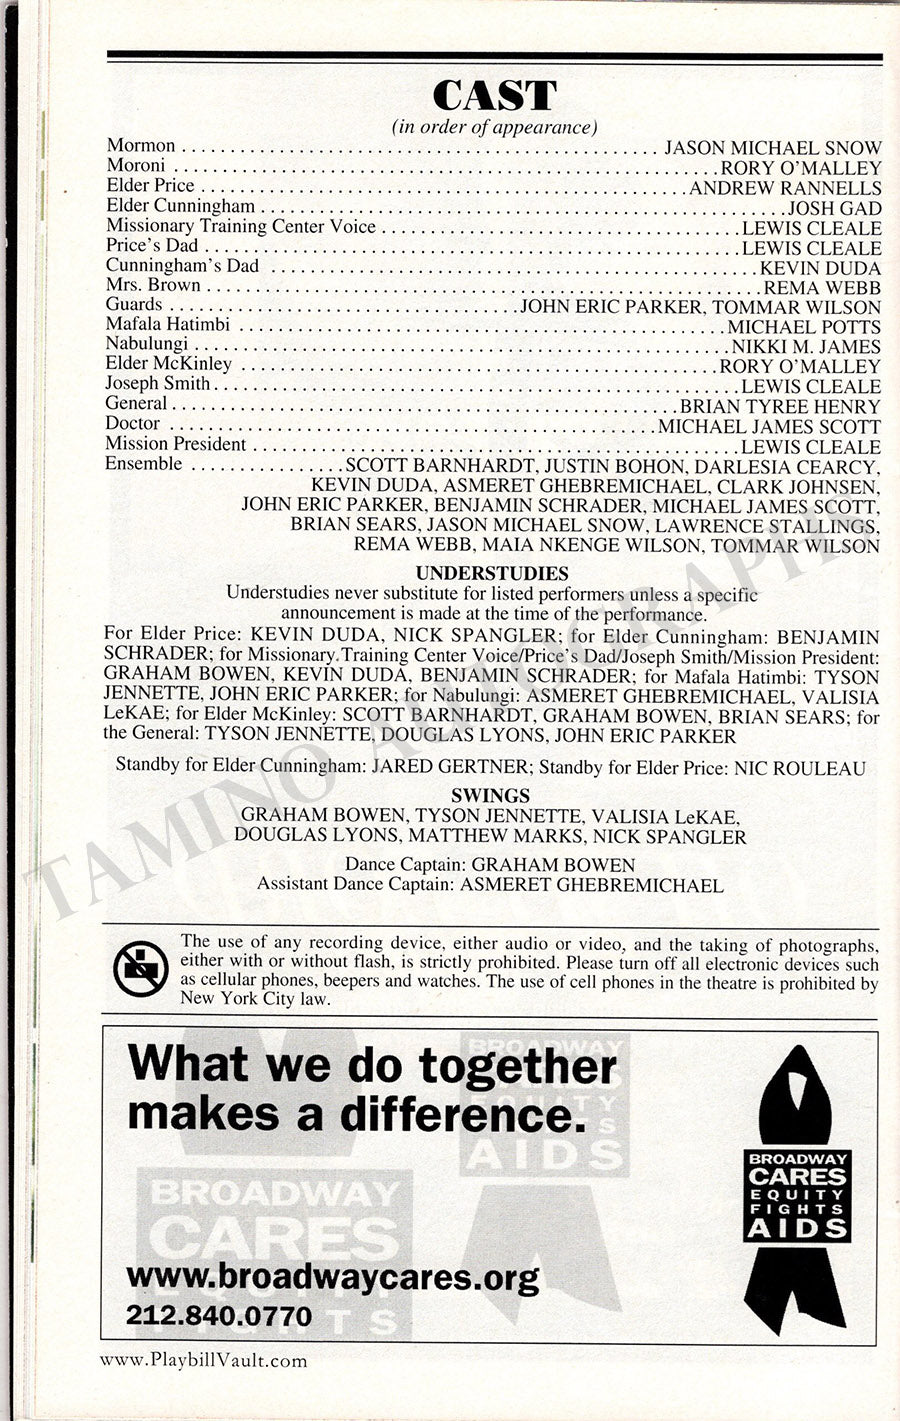 CAST
(in order of appearance)
Mormon . . . . . . . . . . . . . . . . . . . . JASON MICHAEL SNOW
Moroni . . . . . . . . . . . . . . . . . . . . RORY O'MALLEY
Elder Price . . . . . . . . . . . . . . . . . . . . ANDREW RANNELLS
Elder Cunningham . . . . . . . . . . . . . . . . . . . . JOSH GAD
Missionary Training Center Voice . . . . . . . . . . . . . . . . . . . . LEWIS CLEALE
Price's Dad . . . . . . . . . . . . . . . . . . . . LEWIS CLEALE
Cunningham's Dad . . . . . . . . . . . . . . . . . . . . KEVIN DUDA
Mrs. Brown . . . . . . . . . . . . . . . . . . . . REMA WEBB
Guards . . . . . . . . . . . . . . . . . . . . JOHN ERIC PARKER, TOMMAR WILSON
Mafala Hatimbi . . . . . . . . . . . . . . . . . . . . MICHAEL POTTS
Nabulungi . . . . . . . . . . . . . . . . . . . . NIKKI M. JAMES
Elder McKinley . . . . . . . . . . . . . . . . . . . . RORY O'MALLEY
Joseph Smith . . . . . . . . . . . . . . . . . . . . LEWIS CLEALE
General . . . . . . . . . . . . . . . . . . . . BRIAN TYREE HENRY
Doctor . . . . . . . . . . . . . . . . . . . . MICHAEL JAMES SCOTT
Mission President . . . . . . . . . . . . . . . . . . . . LEWIS CLEALE
Ensemble . . . . . . . . . . . . . . . SCOTT BARNHARDT, JUSTIN BOHON, DARLESIA CEARCY,
KEVIN DUDA, ASMERET GHEBREMICHAEL, CLARK JOHNSEN,
JOHN ERIC PARKER, BENJAMIN SCHRADER, MICHAEL JAMES SCOTT,
BRIAN SEARS, JASON MICHAEL SNOW, LAWRENCE STALLINGS,
REMA WEBB, MAIA NKENGE WILSON, TOMMAR WILSON
UNDERSTUDIES
Understudies never substitute for listed performers unless a specific
announcement is made at the time of the performance.
For Elder Price: KEVIN DUDA, NICK SPANGLER; for Elder Cunningham: BENJAMIN
SCHRADER; for Missionary.Training Center Voice/Price's Dad/Joseph Smith/Mission President:
GRAHAM BOWEN, KEVIN DUDA, BENJAMIN SCHRADER; for Mafala Hatimbi: TYSON
JENNETTE, JOHN ERIC PARKER; for Nabulungi: ASMERET GHEBREMICHAEL, VALISIA
LeKAE; for Elder McKinley: SCOTT BARNHARDT, GRAHAM BOWEN, BRIAN SEARS; for
the General: TYSON JENNETTE, DOUGLAS LYONS, JOHN ERIC PARKER
Standby for Elder Cunningham: JARED GERTNER; Standby for Elder Price: NIC ROULEAU
SWINGS
GRAHAM BOWEN, TYSON JENNETTE, VALISIA LeKAE,
DOUGLAS LYONS, MATTHEW MARKS, NICK SPANGLER
Dance Captain: GRAHAM BOWEN
Assistant Dance Captain: ASMERET GHEBREMICHAEL
TAMINO AUTOGRAPHS
The use of any recording device, either audio or video, and the taking of photographs,
either with or without flash, is strictly prohibited. Please turn off all electronic devices such
as cellular phones, beepers and watches. The use of cell phones in the theatre is prohibited by
New York City law.
What we do together
makes a difference.
BROADWAY
CARES
EQUITY
FIGHTS
AIDS
BROADWAY
EQUITY
AIDS
BROADWAY
CARES
EQUITY
FIGHTS
www.broadwaycares.org
212.840.0770
www.PlaybillVault.com